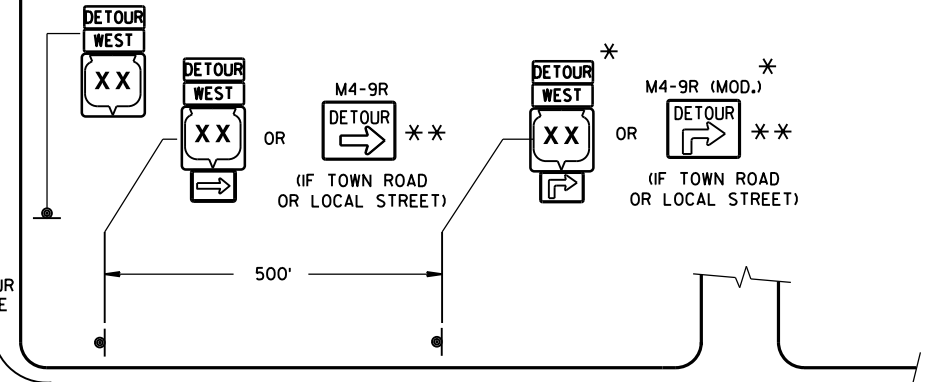 DETOUR
WEST
XX
DETOUR
WEST
XX
OR
M4-9R
DETOUR
**
(IF TOWN ROAD
OR LOCAL STREET)
DETOUR
*
WEST
XX
OR
*
M4-9R (MOD.)
DETOUR
**
(IF TOWN ROAD
OR LOCAL STREET)
500'
UR
E